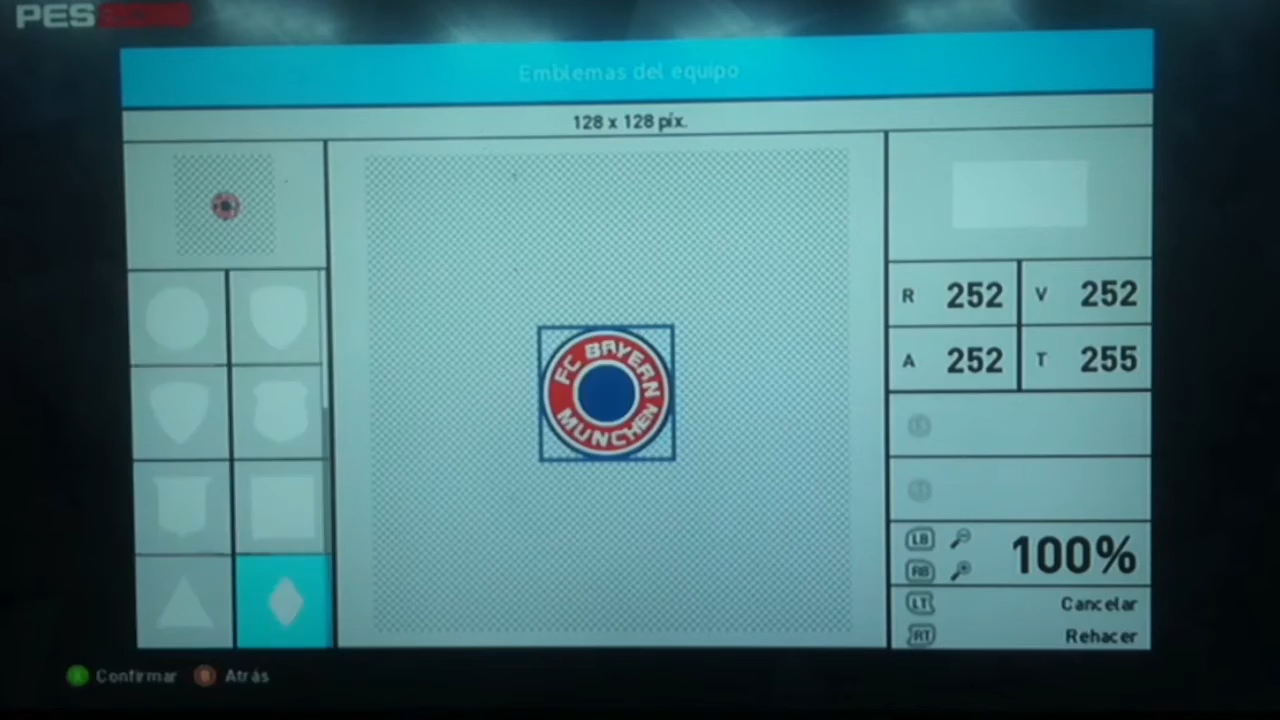 PES
Emblemas del equipo
128 x 128 píx.
FC BAYERN
MUNCHEN
R 252 V 252
A 252 T 255
LB
RB
100%
LT Cancelar
RT Rehacer
Confirmar Atrás